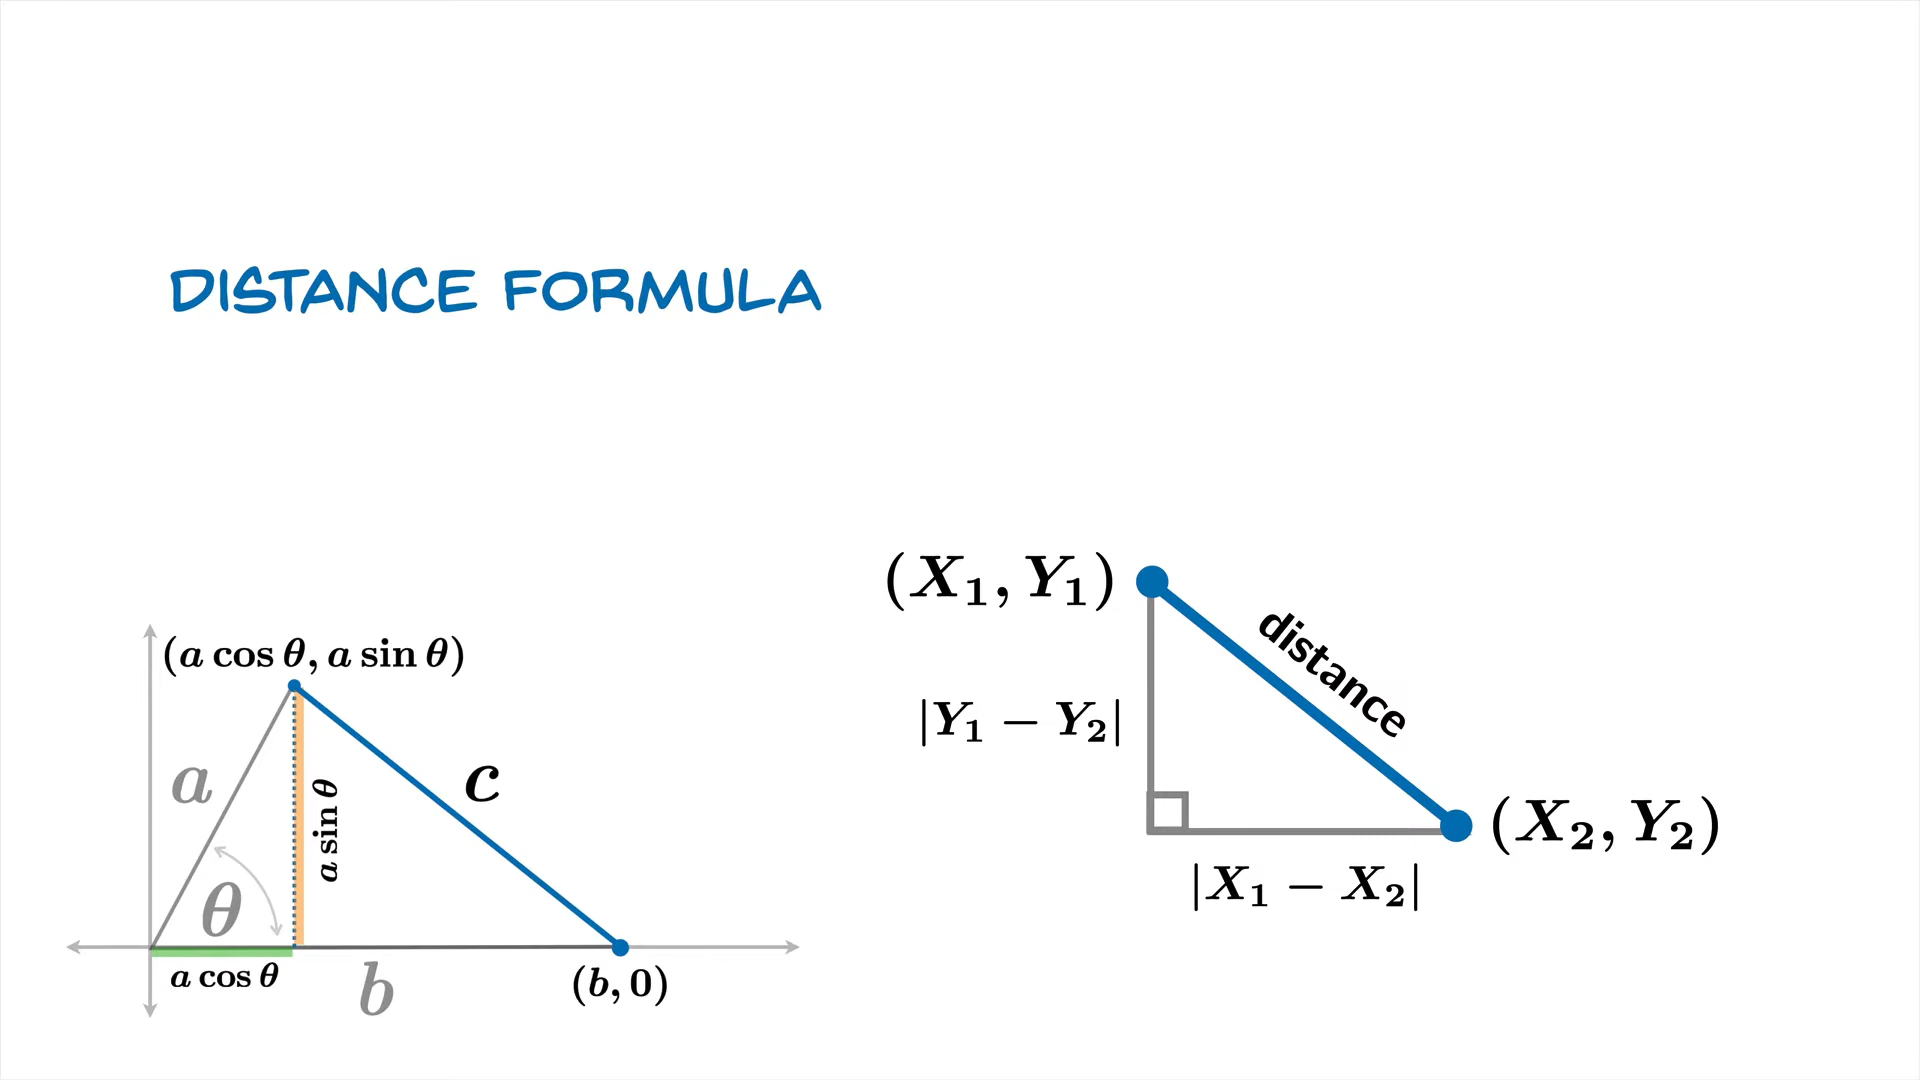 DISTANCE FORMULA
(X₁, Y₁)
distance
(a cos θ, a sin θ)
|Y₁ − Y₂|
a
c
a sin θ
(X₂, Y₂)
θ
|X₁ − X₂|
a cos θ
b
(b, 0)